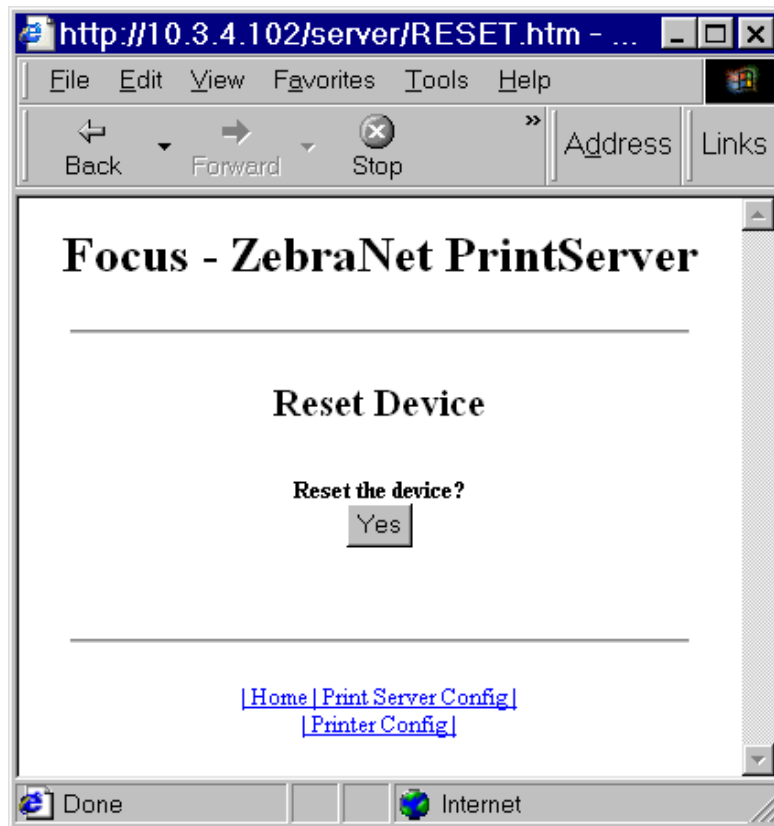 http://10.3.4.102/server/RESET.htm - ...
File Edit View Favorites Tools Help
Back Forward Stop » Address Links
Focus - ZebraNet PrintServer
Reset Device
Reset the device?
Yes
| Home | Print Server Config |
| Printer Config |
Done Internet